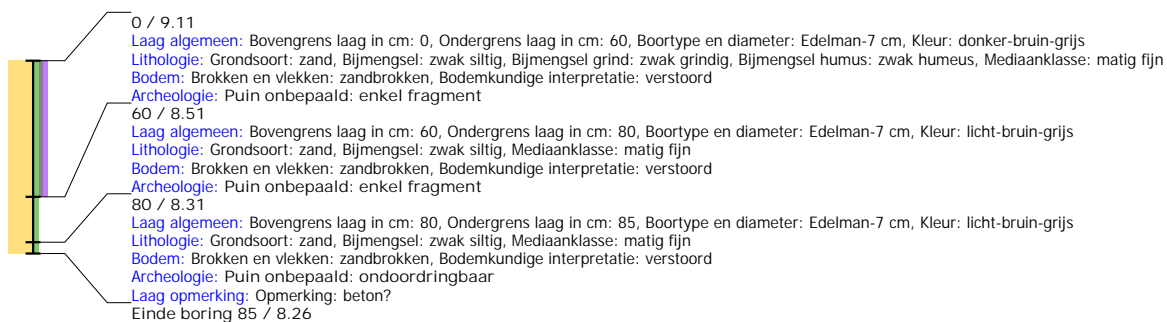 0 / 9.11
Laag algemeen: Bovengrens laag in cm: 0, Ondergrens laag in cm: 60, Boortype en diameter: Edelman-7 cm, Kleur: donker-bruin-grijs
Lithologie: Grondsoort: zand, Bijmengsel: zwak siltig, Bijmengsel grind: zwak grindig, Bijmengsel humus: zwak humeus, Mediaanklasse: matig fijn
Bodem: Brokken en vlekken: zandbrokken, Bodemkundige interpretatie: verstoord
Archeologie: Puin onbepaald: enkel fragment
60 / 8.51
Laag algemeen: Bovengrens laag in cm: 60, Ondergrens laag in cm: 80, Boortype en diameter: Edelman-7 cm, Kleur: licht-bruin-grijs
Lithologie: Grondsoort: zand, Bijmengsel: zwak siltig, Mediaanklasse: matig fijn
Bodem: Brokken en vlekken: zandbrokken, Bodemkundige interpretatie: verstoord
Archeologie: Puin onbepaald: enkel fragment
80 / 8.31
Laag algemeen: Bovengrens laag in cm: 80, Ondergrens laag in cm: 85, Boortype en diameter: Edelman-7 cm, Kleur: licht-bruin-grijs
Lithologie: Grondsoort: zand, Bijmengsel: zwak siltig, Mediaanklasse: matig fijn
Bodem: Brokken en vlekken: zandbrokken, Bodemkundige interpretatie: verstoord
Archeologie: Puin onbepaald: ondoordringbaar
Laag opmerking: Opmerking: beton?
Einde boring 85 / 8.26